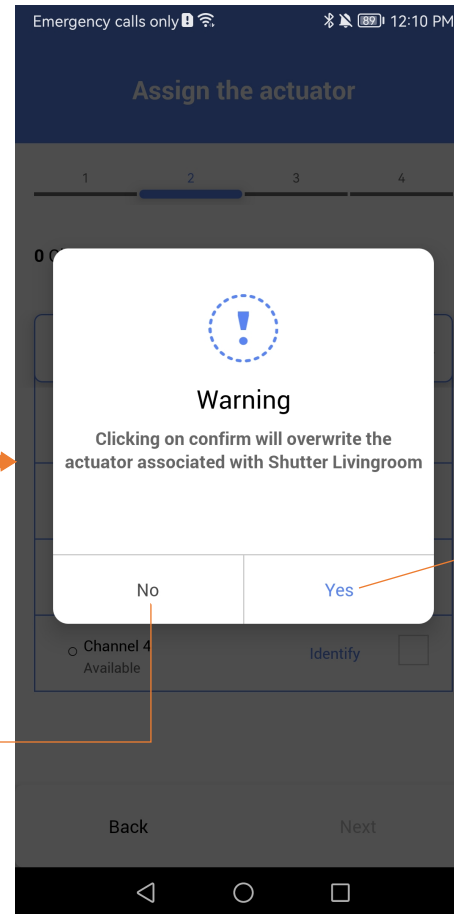 Emergency calls only 89 12:10 PM
Assign the actuator
1 2 3 4
0
Warning
Clicking on confirm will overwrite the
actuator associated with Shutter Livingroom
No Yes
Channel 4 Identify
Available
Back Next